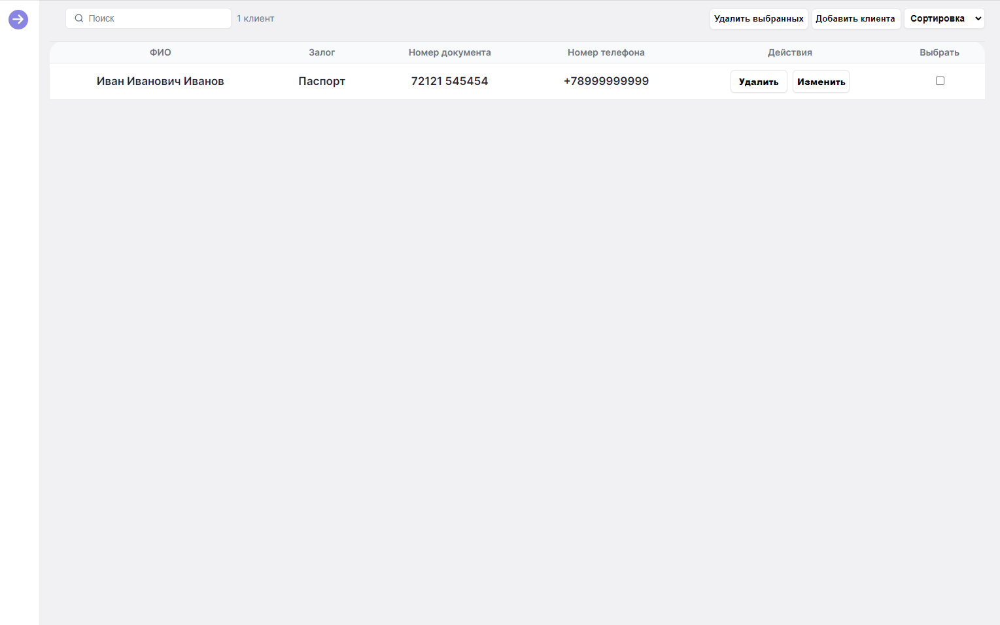 Поиск 1 клиент Удалить выбранных Добавить клиента Сортировка
ФИО Залог Номер документа Номер телефона Действия Выбрать
Иван Иванович Иванов Паспорт 72121 545454 +78999999999 Удалить Изменить